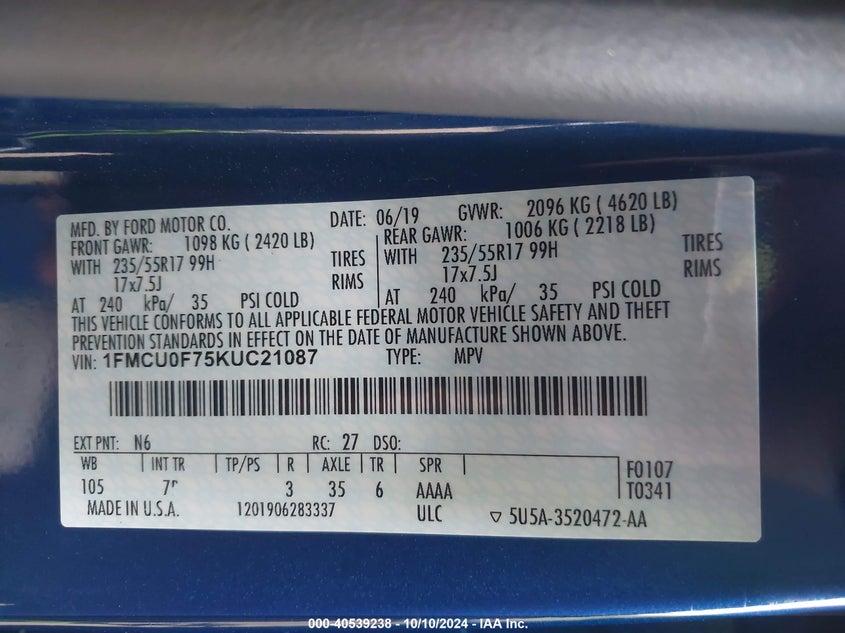 MFD. BY FORD MOTOR CO. DATE: 06/19 GVWR: 2096 KG ( 4620 LB)
FRONT GAWR: 1098 KG ( 2420 LB) REAR GAWR: 1006 KG ( 2218 LB)
WITH 235/55R17 99H TIRES WITH 235/55R17 99H TIRES
17x7.5J RIMS 17x7.5J RIMS
AT 240 kPa/ 35 PSI COLD AT 240 kPa/ 35 PSI COLD
THIS VEHICLE CONFORMS TO ALL APPLICABLE FEDERAL MOTOR VEHICLE SAFETY AND THEFT
PREVENTION STANDARDS IN EFFECT ON THE DATE OF MANUFACTURE SHOWN ABOVE.
VIN: 1FMCU0F75KUC21087 TYPE: MPV
EXT PNT: N6 RC: 27 DSO:
WB INT TR TP/PS R AXLE TR SPR F0107
105 3 35 6 AAAA T0341
MADE IN U.S.A. 1201906283337 ULC ▽ 5U5A-3520472-AA
000-40539238 - 10/10/2024 - IAA Inc.